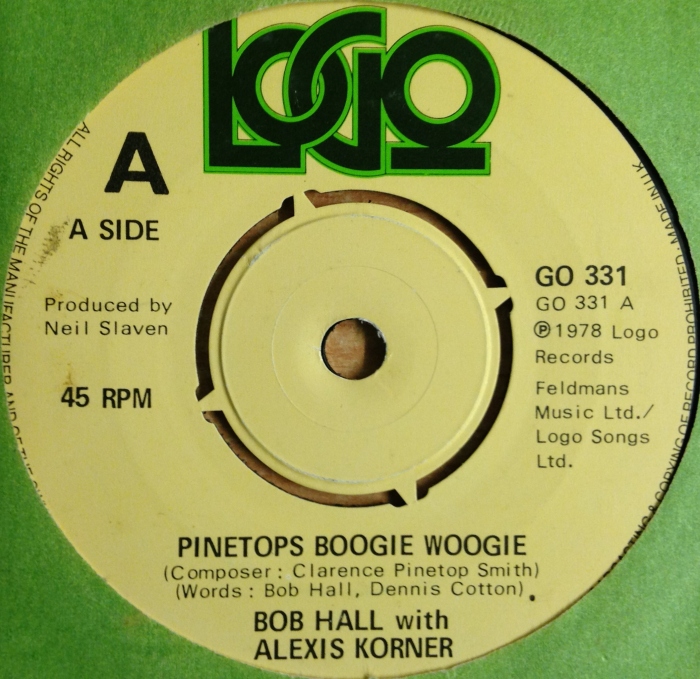 LOGO
A
A SIDE
Produced by
Neil Slaven
45 RPM
GO 331
GO 331 A
℗1978 Logo
Records
Feldmans
Music Ltd./
Logo Songs
Ltd.
PINETOPS BOOGIE WOOGIE
(Composer : Clarence Pinetop Smith)
(Words : Bob Hall, Dennis Cotton).
BOB HALL with
ALEXIS KORNER
ALL RIGHTS OF THE MANUFACTURER AND OF THE
COPYING OF RECORD PROHIBITED · MADE IN U.K.